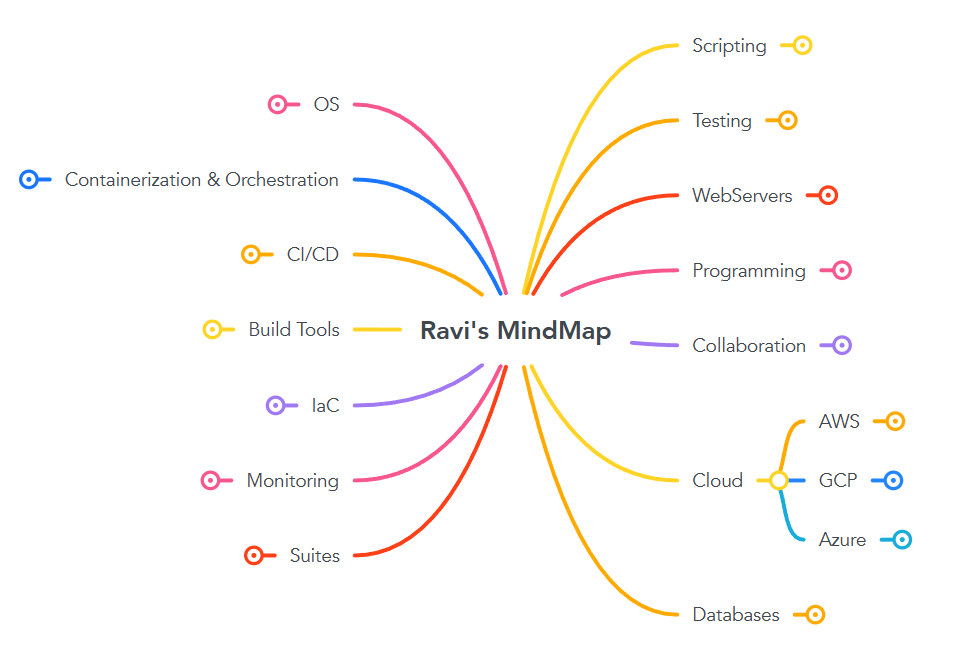 Ravi's MindMap
Scripting
Testing
WebServers
Programming
Collaboration
Cloud
AWS
GCP
Azure
Databases
OS
Containerization & Orchestration
CI/CD
Build Tools
IaC
Monitoring
Suites